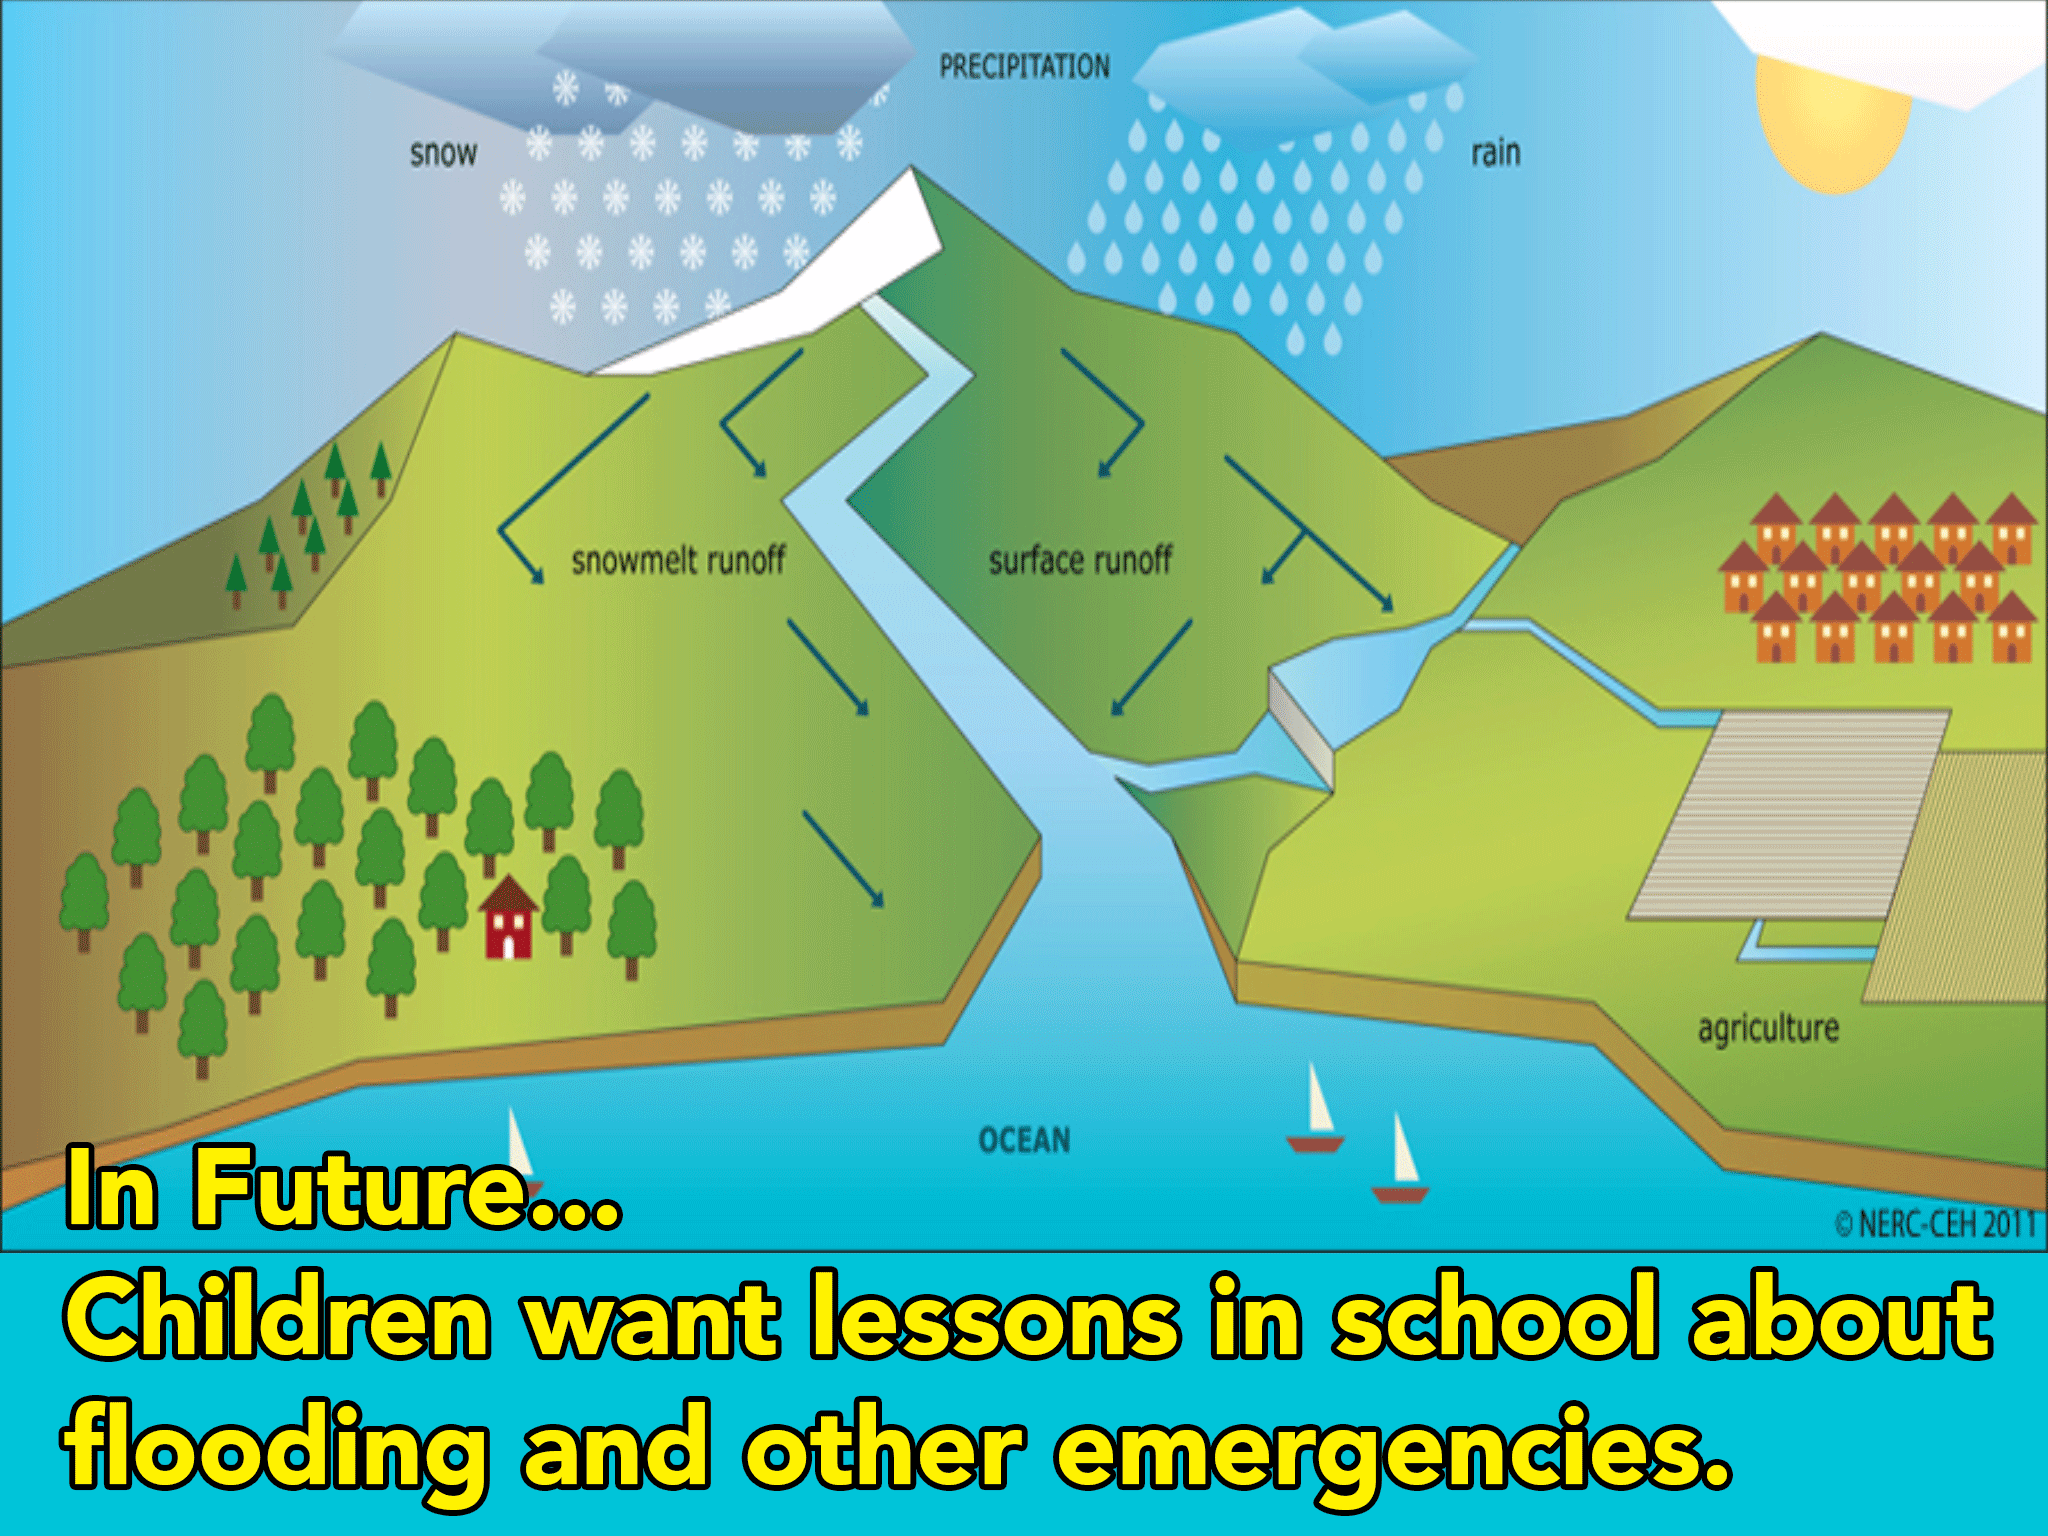 PRECIPITATION
snow
rain
snowmelt runoff
surface runoff
agriculture
OCEAN
In Future...
© NERC-CEH 2011
Children want lessons in school about
flooding and other emergencies.